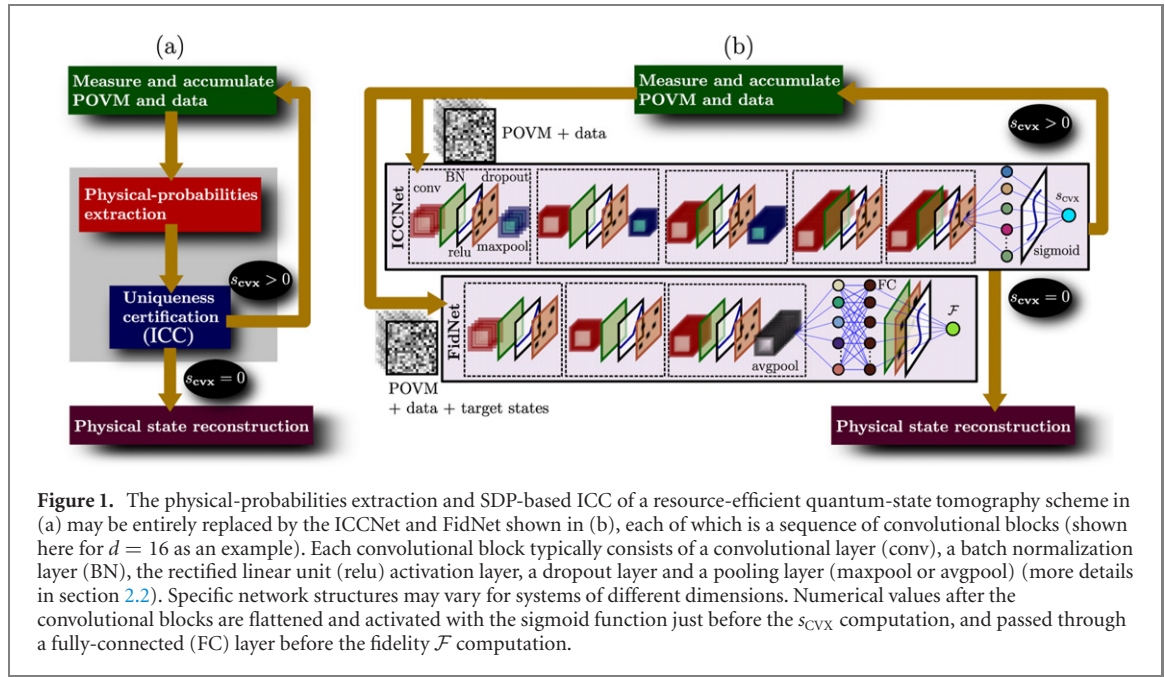 (a)
Measure and accumulate
POVM and data
Physical-probabilities
extraction
s_cvx > 0
Uniqueness
certification
(ICC)
s_cvx = 0
Physical state reconstruction
(b)
Measure and accumulate
POVM and data
s_cvx > 0
POVM + data
ICCNet
conv
BN
dropout
relu
maxpool
s_cvx
sigmoid
s_cvx = 0
FidNet
avgpool
FC
F
POVM
+ data + target states
Physical state reconstruction
Figure 1. The physical-probabilities extraction and SDP-based ICC of a resource-efficient quantum-state tomography scheme in
(a) may be entirely replaced by the ICCNet and FidNet shown in (b), each of which is a sequence of convolutional blocks (shown
here for d = 16 as an example). Each convolutional block typically consists of a convolutional layer (conv), a batch normalization
layer (BN), the rectified linear unit (relu) activation layer, a dropout layer and a pooling layer (maxpool or avgpool) (more details
in section 2.2). Specific network structures may vary for systems of different dimensions. Numerical values after the
convolutional blocks are flattened and activated with the sigmoid function just before the s_CVX computation, and passed through
a fully-connected (FC) layer before the fidelity F computation.